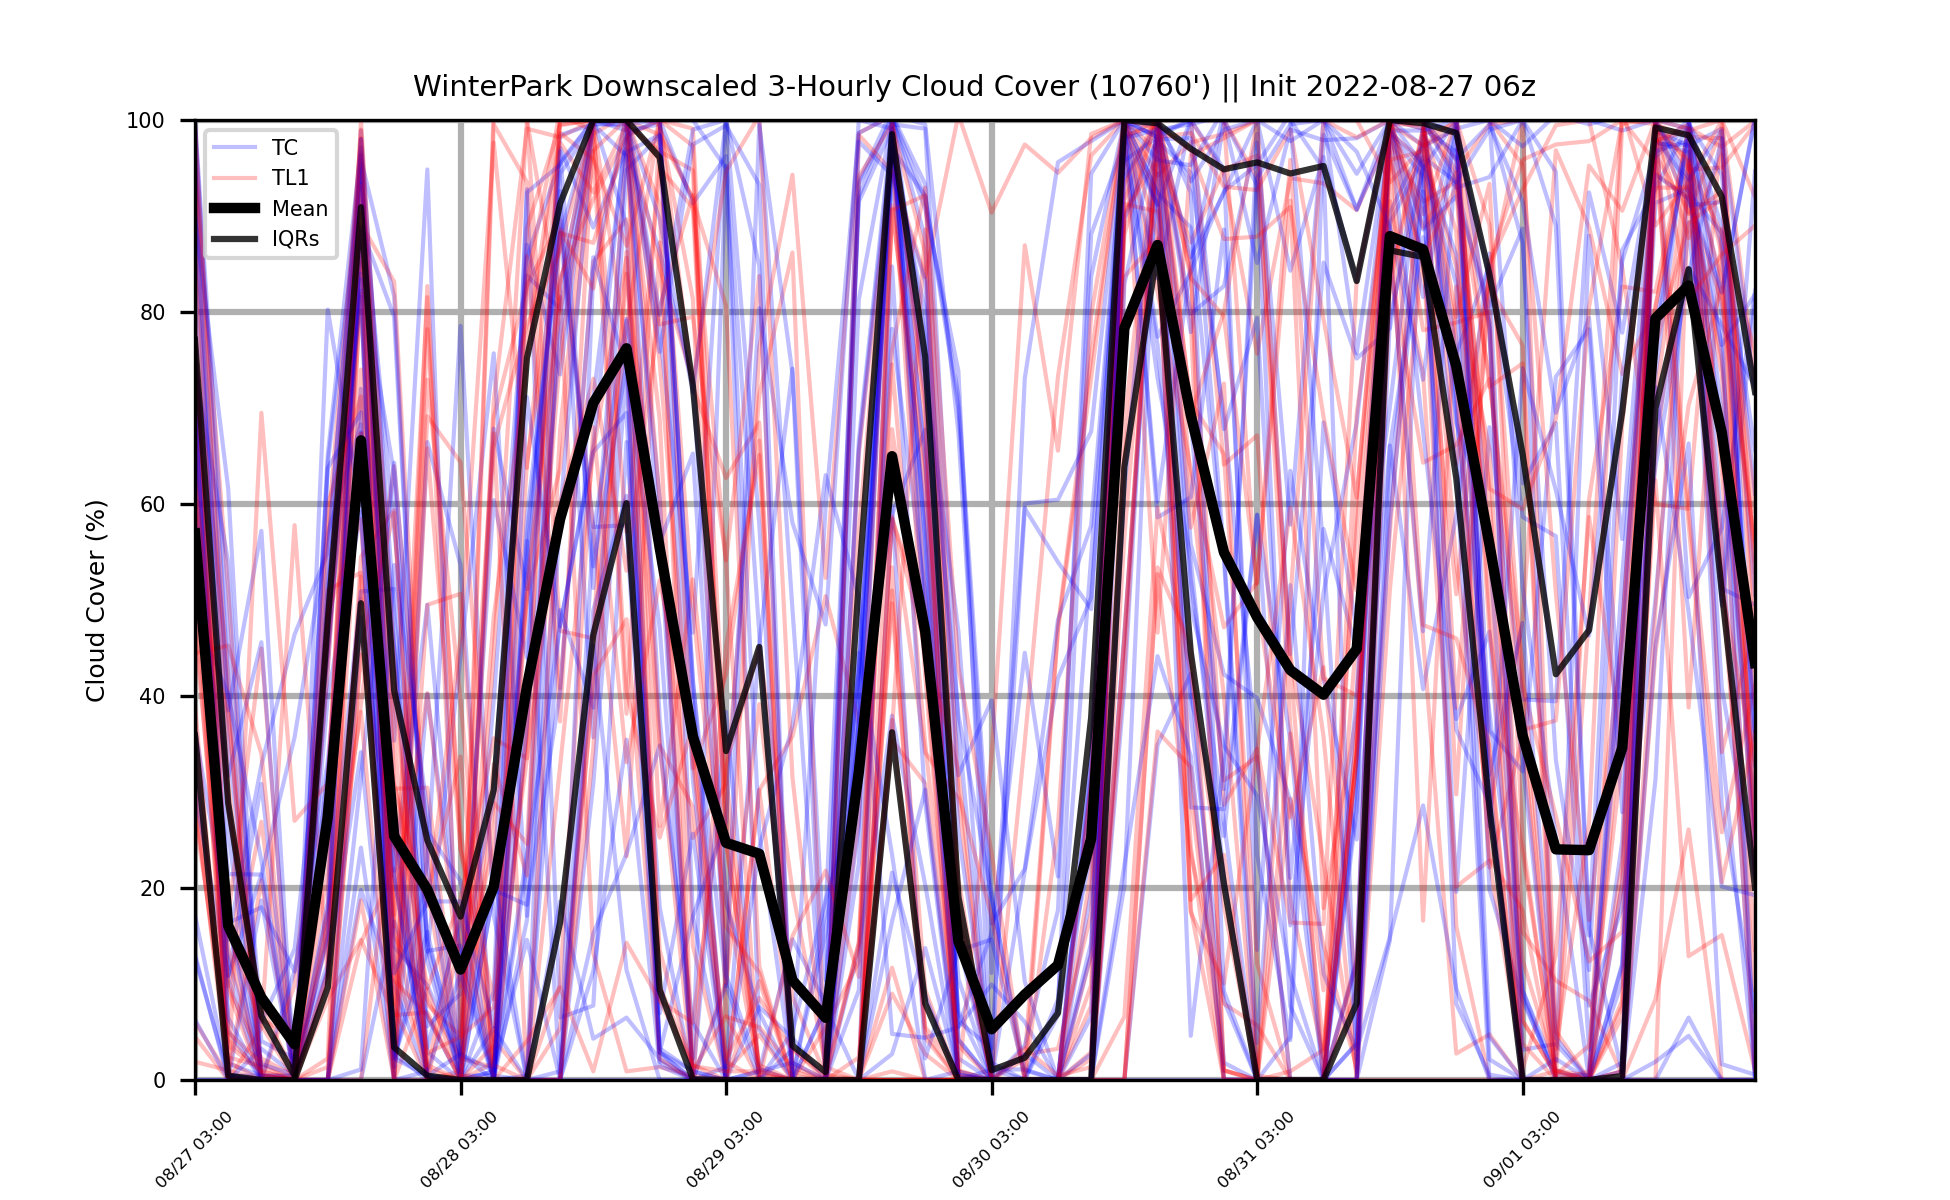 WinterPark Downscaled 3-Hourly Cloud Cover (10760') || Init 2022-08-27 06z
Cloud Cover (%)
100
80
60
40
20
0
TC
TL1
Mean
IQRs
08/27 03:00
08/28 03:00
08/29 03:00
08/30 03:00
08/31 03:00
09/01 03:00